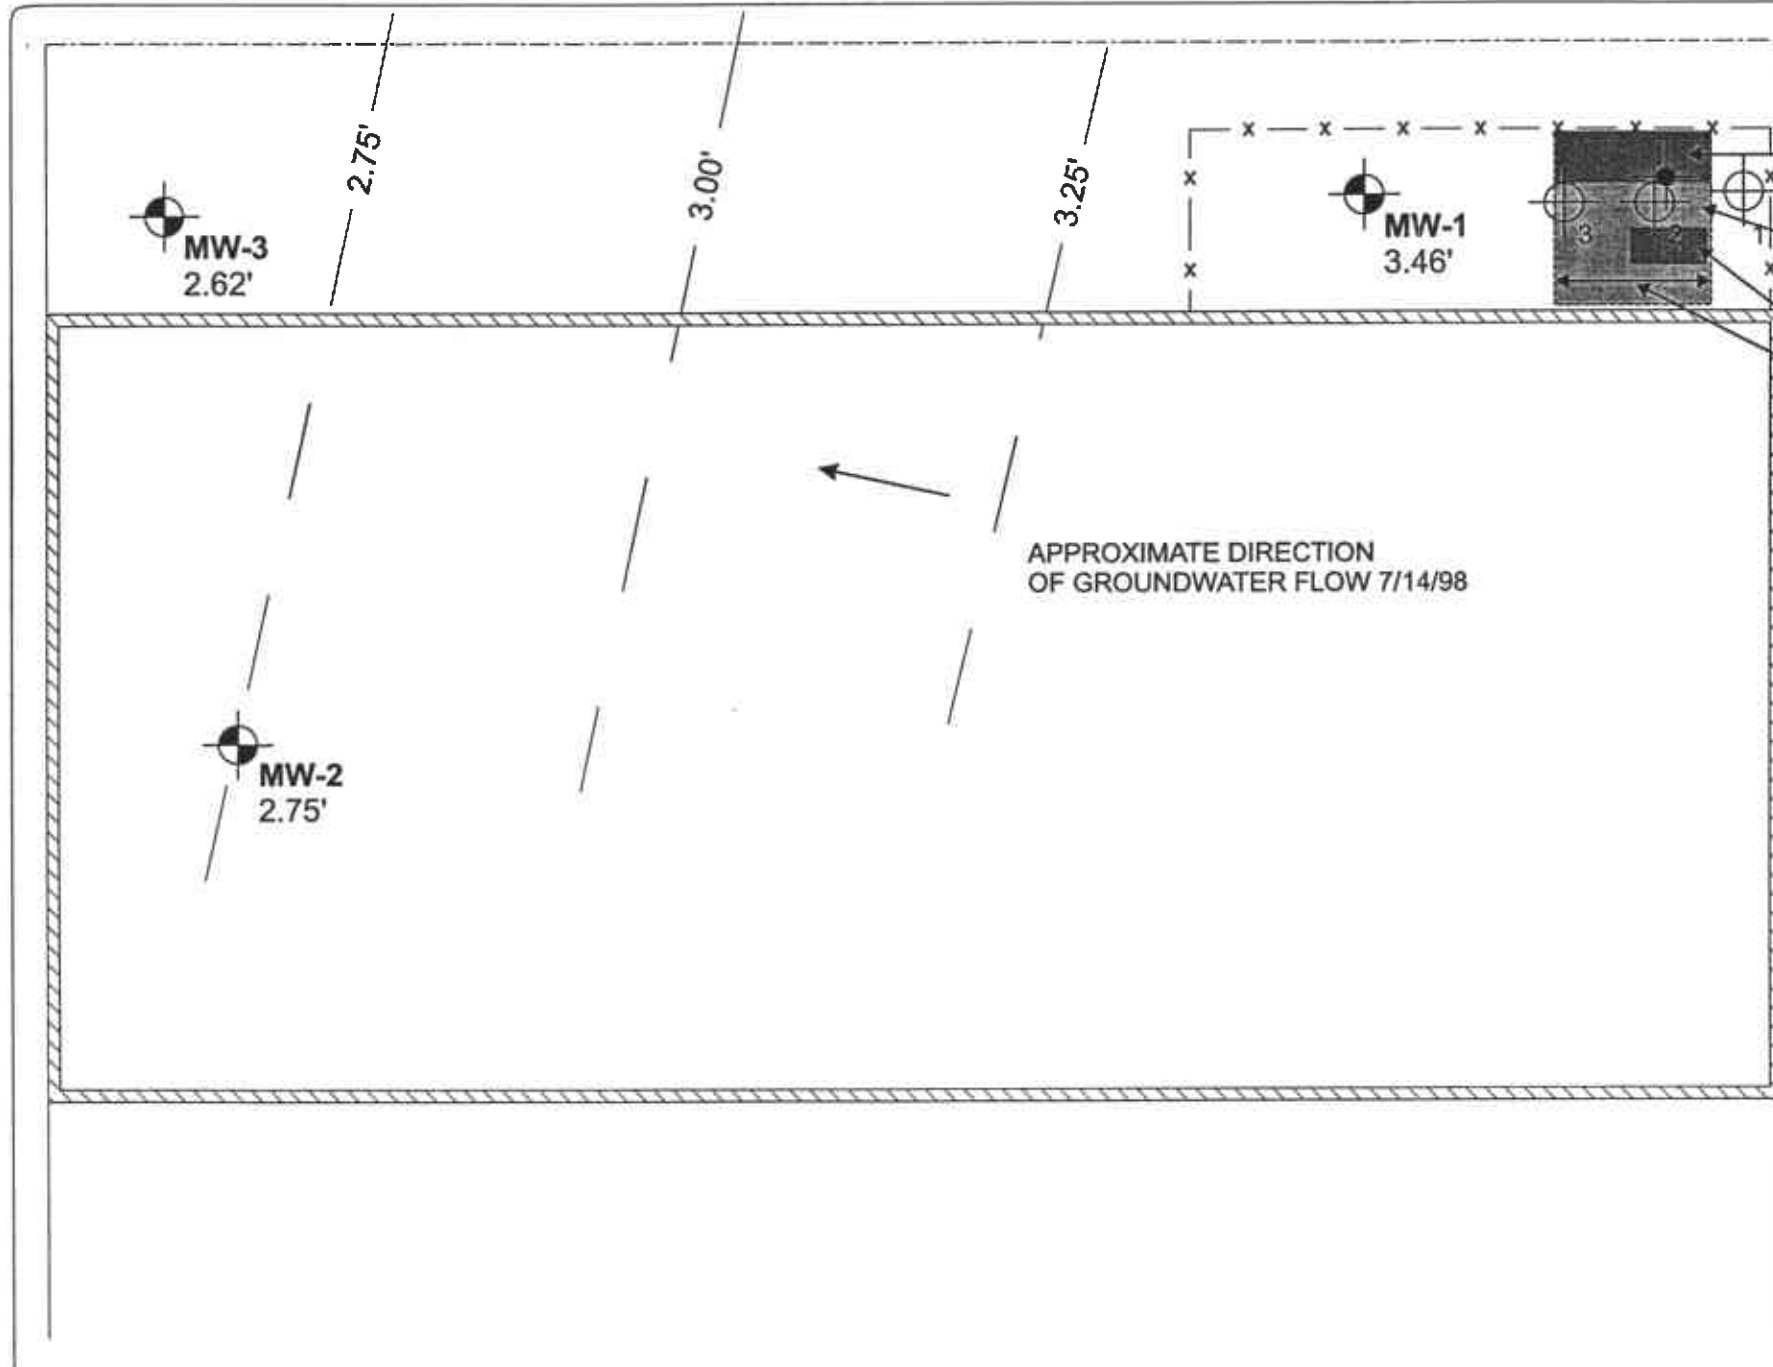 2.75'
3.00'
3.25'
MW-3
2.62'
MW-1
3.46'
3
2
1
APPROXIMATE DIRECTION
OF GROUNDWATER FLOW 7/14/98
MW-2
2.75'